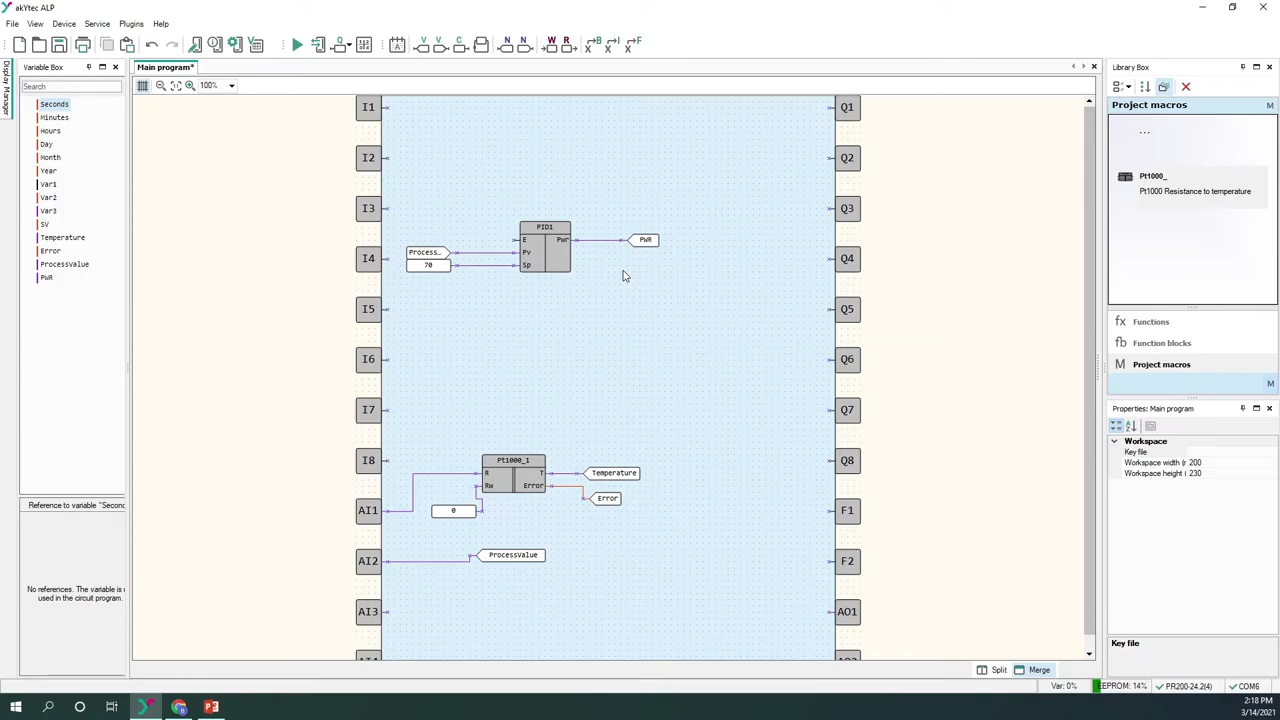 akYtec ALP
File View Device Service Plugins Help
Display Manager
Variable Box
Search
Seconds
Minutes
Hours
Day
Month
Year
Var1
Var2
Var3
SV
Temperature
Error
ProcessValue
PWR
Reference to variable "Second
No references. The variable is n
used in the circuit program.
Main program*
100%
I1
I2
I3
I4
I5
I6
I7
I8
AI1
AI2
AI3
PID1
E Pwr
Pv
Sp
Process...
70
PWR
Pt1000_1
R T
Rw Error
0
Temperature
Error
ProcessValue
Q1
Q2
Q3
Q4
Q5
Q6
Q7
Q8
F1
F2
AO1
Split Merge
Library Box
Project macros M
...
Pt1000_
Pt1000 Resistance to temperature
fx Functions
Function blocks
M Project macros
M
Properties: Main program
Workspace
Key file
Workspace width (r 200
Workspace height ( 230
Key file
Var: 0% EEPROM: 14% PR200-24.2(4) COM6
2:18 PM
3/14/2021